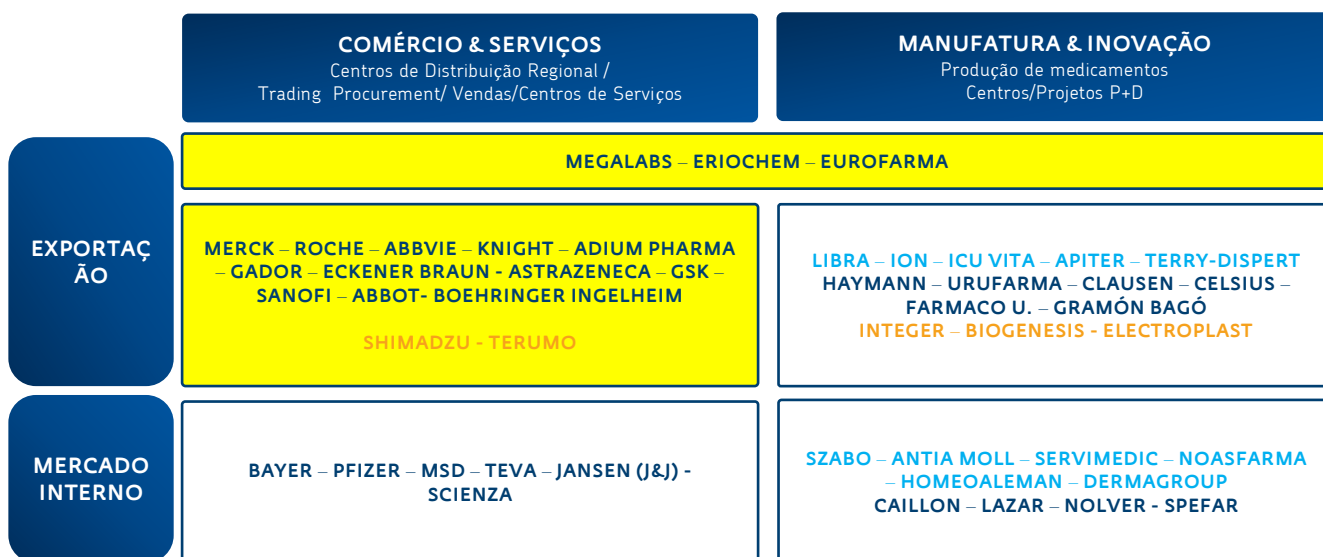 COMÉRCIO & SERVIÇOS
Centros de Distribuição Regional /
Trading Procurement/ Vendas/Centros de Serviços
MANUFATURA & INOVAÇÃO
Produção de medicamentos
Centros/Projetos P+D
EXPORTAÇ
ÃO
MEGALABS – ERIOCHEM – EUROFARMA
MERCK – ROCHE – ABBVIE – KNIGHT – ADIUM PHARMA
– GADOR – ECKENER BRAUN - ASTRAZENECA – GSK –
SANOFI – ABBOT- BOEHRINGER INGELHEIM
SHIMADZU - TERUMO
LIBRA – ION – ICU VITA – APITER – TERRY-DISPERT
HAYMANN – URUFARMA – CLAUSEN – CELSIUS –
FARMACO U. – GRAMÓN BAGÓ
INTEGER – BIOGENESIS - ELECTROPLAST
MERCADO
INTERNO
BAYER – PFIZER – MSD – TEVA – JANSEN (J&J) -
SCIENZA
SZABO – ANTIA MOLL – SERVIMEDIC – NOASFARMA
– HOMEOALEMAN – DERMAGROUP
CAILLON – LAZAR – NOLVER - SPEFAR